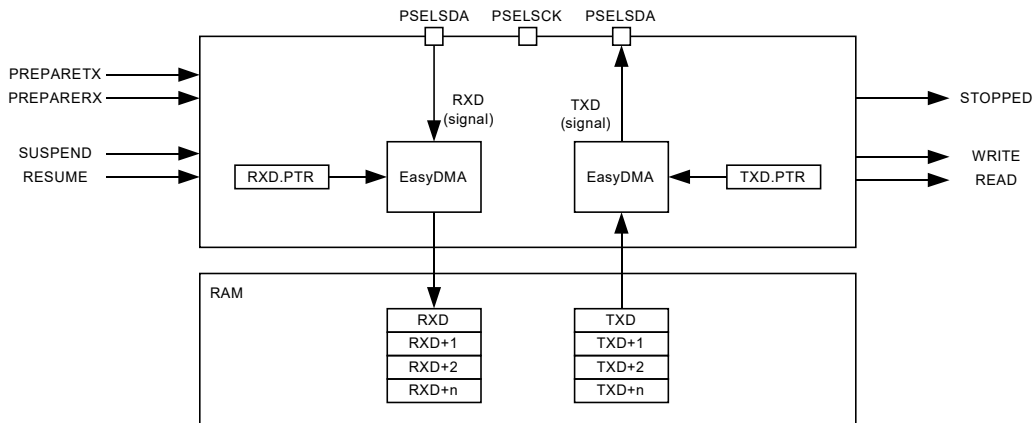 PSELSDA PSELSCK PSELSDA
PREPARETX
PREPARERX
RXD
(signal)
TXD
(signal)
STOPPED
SUSPEND
RESUME
WRITE
READ
RXD.PTR
EasyDMA
EasyDMA
TXD.PTR
RAM
RXD
RXD+1
RXD+2
RXD+n
TXD
TXD+1
TXD+2
TXD+n